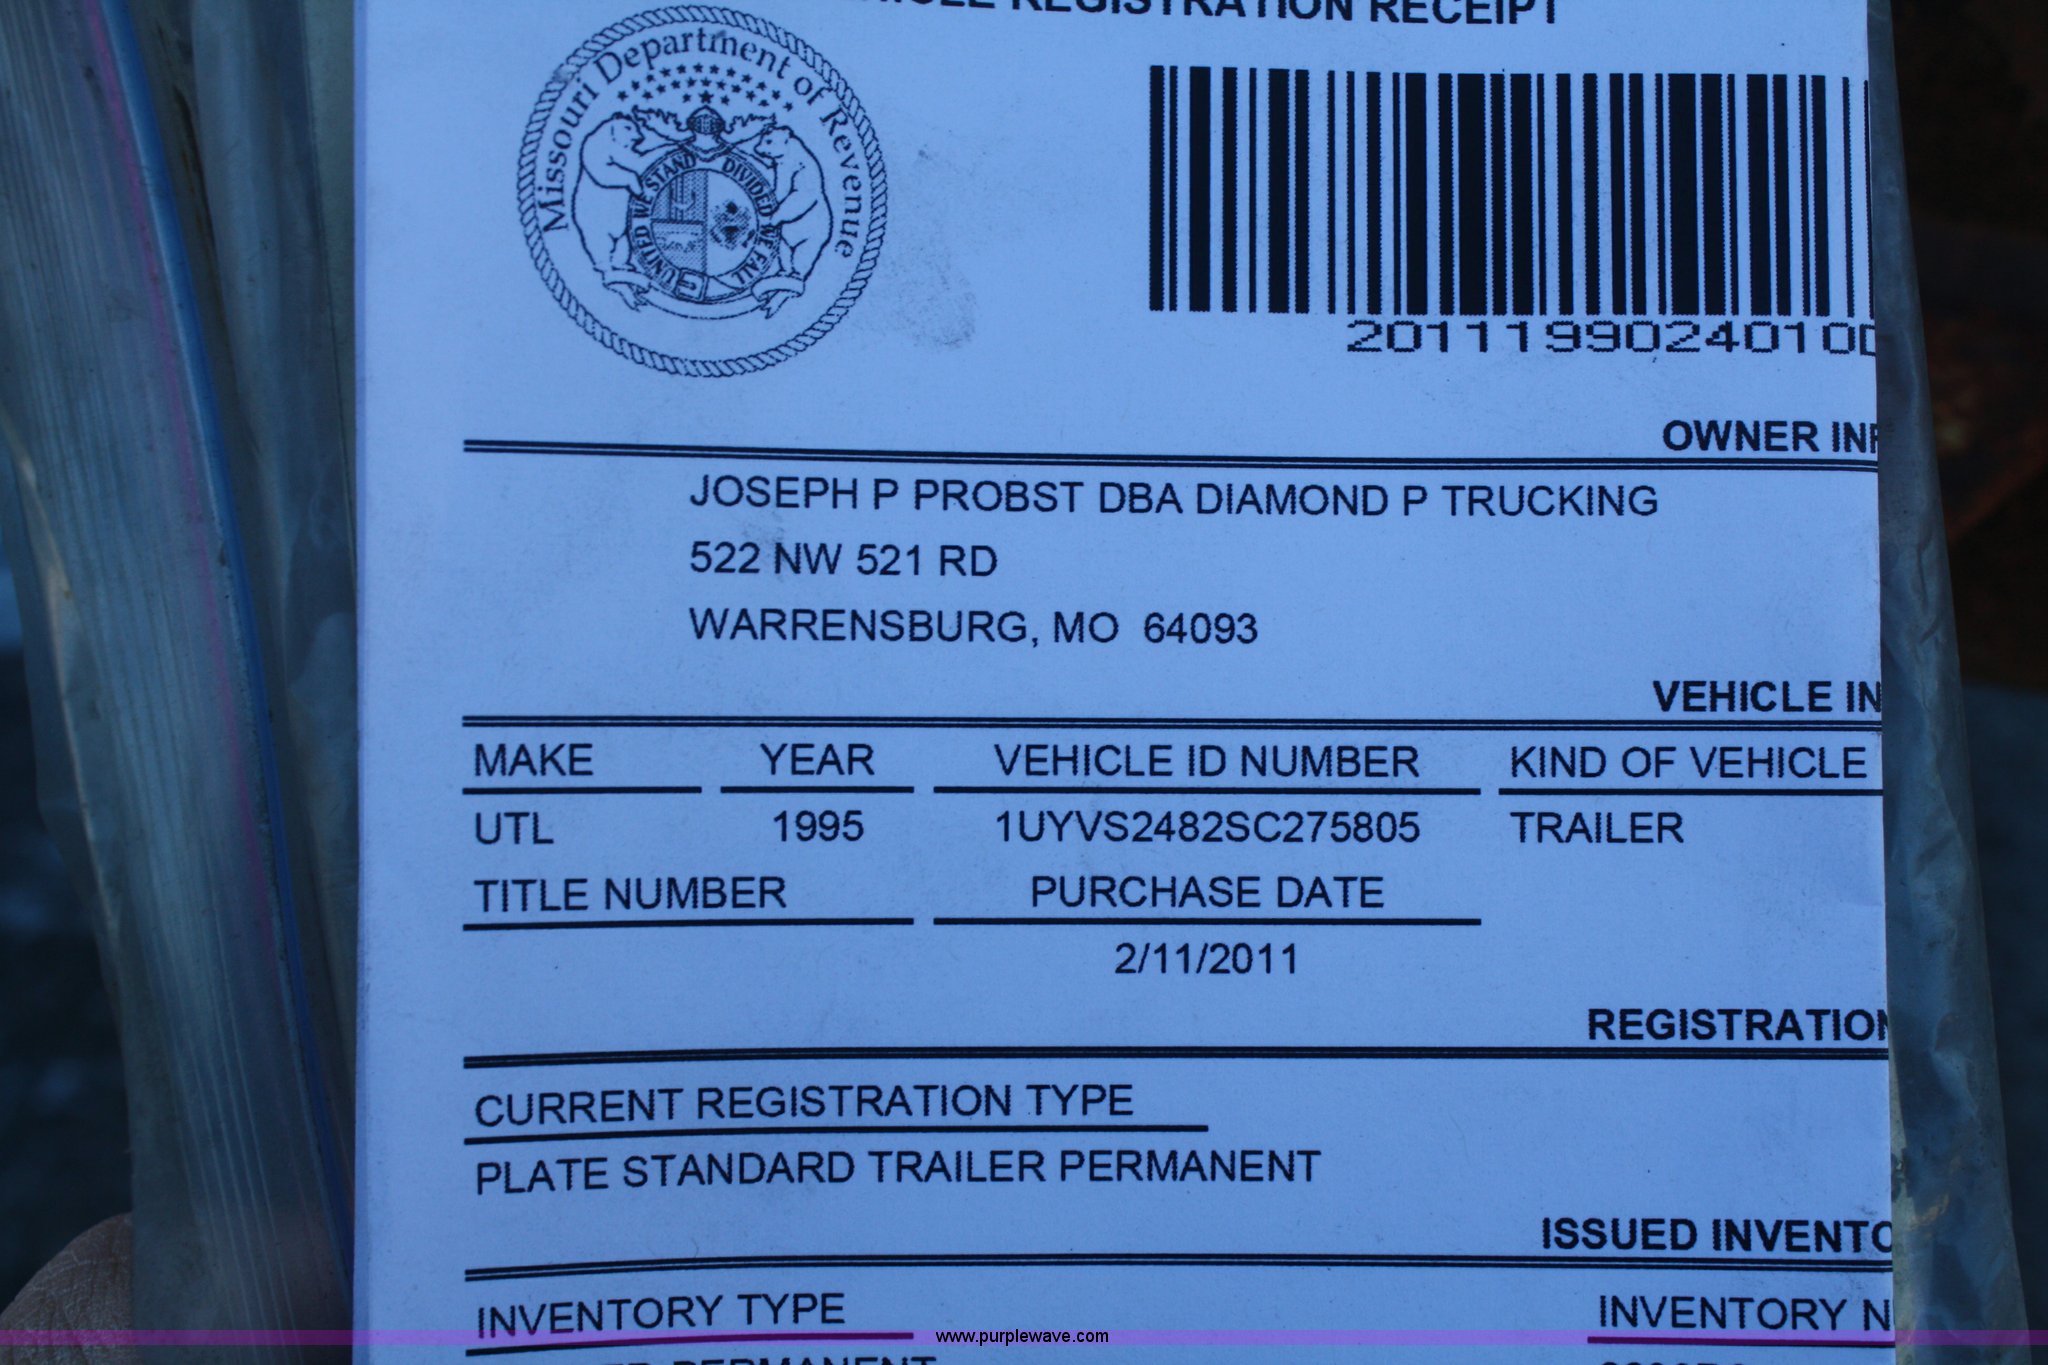 REGISTRATION RECEIPT
Missouri Department of Revenue
UNITED WE STAND DIVIDED WE FALL
20111990240100
OWNER INF
JOSEPH P PROBST DBA DIAMOND P TRUCKING
522 NW 521 RD
WARRENSBURG, MO 64093
VEHICLE IN
MAKE YEAR VEHICLE ID NUMBER KIND OF VEHICLE
UTL 1995 1UYVS2482SC275805 TRAILER
TITLE NUMBER PURCHASE DATE
2/11/2011
REGISTRATION
CURRENT REGISTRATION TYPE
PLATE STANDARD TRAILER PERMANENT
ISSUED INVENTO
INVENTORY TYPE INVENTORY N
www.purplewave.com
PERMANENT